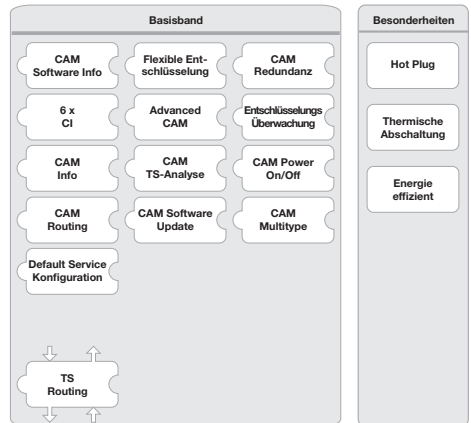 Basisband
CAM
Software Info
Flexible Ent-
schlüsselung
CAM
Redundanz
6 x
CI
Advanced
CAM
Entschlüsselungs
Überwachung
CAM
Info
CAM
TS-Analyse
CAM Power
On/Off
CAM
Routing
CAM Software
Update
CAM
Multitype
Default Service
Konfiguration
TS
Routing
Besonderheiten
Hot Plug
Thermische
Abschaltung
Energie
effizient